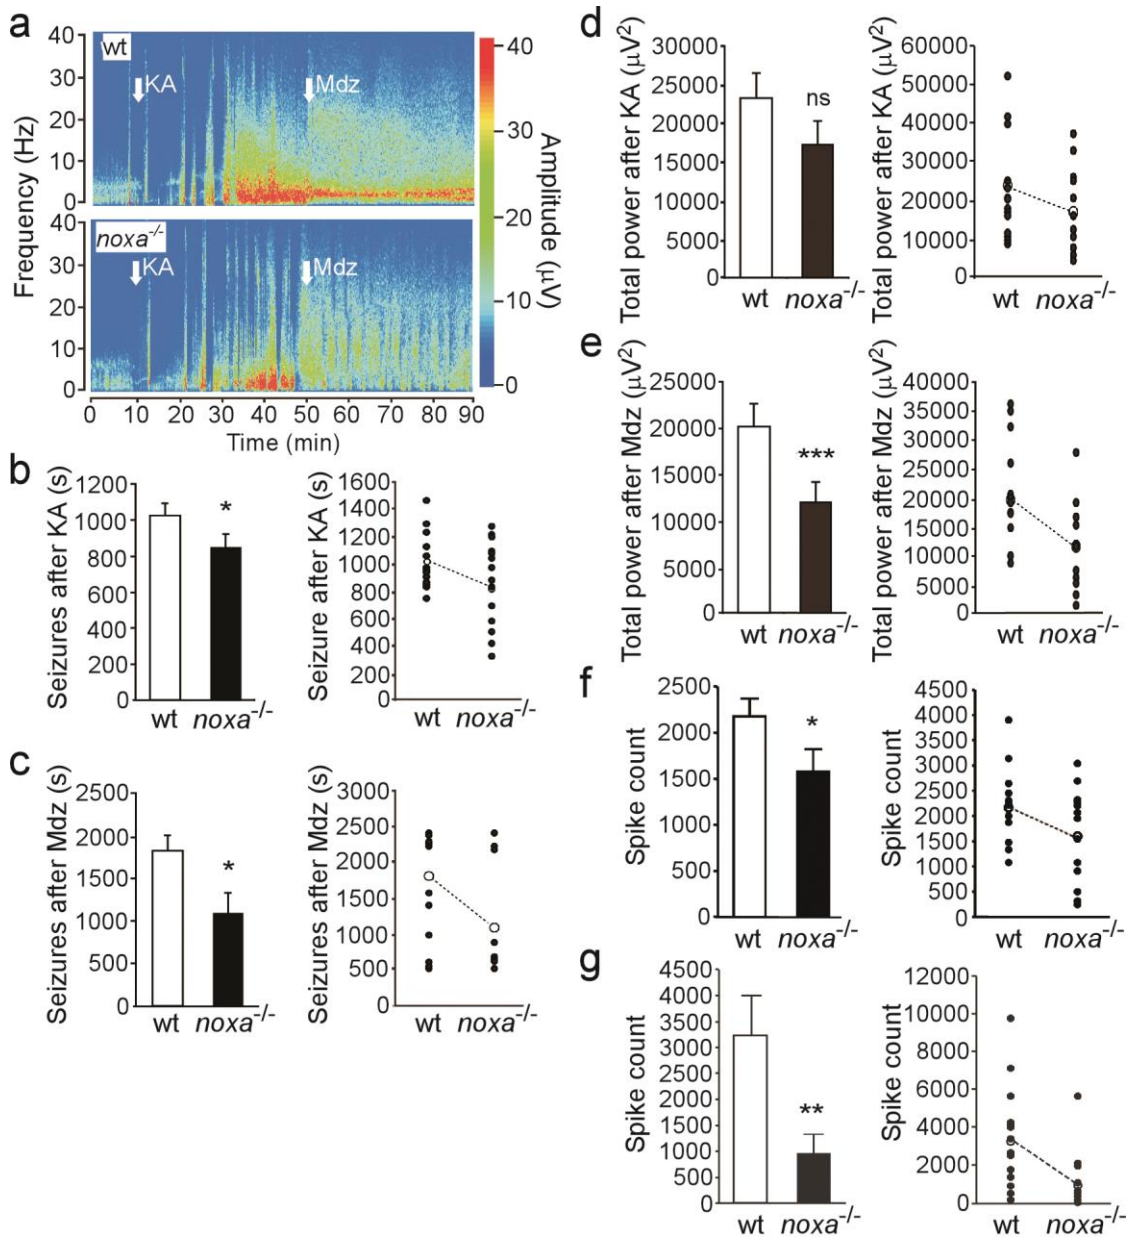 a
wt
KA
Mdz
noxa-/-
KA
Mdz
Frequency (Hz)
40
30
20
10
0
40
30
20
10
0
0 10 20 30 40 50 60 70 80 90
Time (min)
40
30
20
10
0
Amplitude (µV)
b
Seizures after KA (s)
1200
1000
800
600
400
200
0
*
wt noxa-/-
Seizure after KA (s)
1600
1400
1200
1000
800
600
400
200
0
wt noxa-/-
c
Seizures after Mdz (s)
2500
2000
1500
1000
500
0
*
wt noxa-/-
Seizures after Mdz (s)
3000
2500
2000
1500
1000
500
0
wt noxa-/-
d
Total power after KA (µV²)
30000
25000
20000
15000
10000
5000
0
ns
wt noxa-/-
Total power after KA (µV²)
60000
50000
40000
30000
20000
10000
0
wt noxa-/-
e
Total power after Mdz (µV²)
25000
20000
15000
10000
5000
0
***
wt noxa-/-
Total power after Mdz (µV²)
40000
35000
30000
25000
20000
15000
10000
5000
0
wt noxa-/-
f
Spike count
2500
2000
1500
1000
500
0
*
wt noxa-/-
Spike count
4500
4000
3500
3000
2500
2000
1500
1000
500
0
wt noxa-/-
g
Spike count
4500
4000
3500
3000
2500
2000
1500
1000
500
0
**
wt noxa-/-
Spike count
12000
10000
8000
6000
4000
2000
0
wt noxa-/-